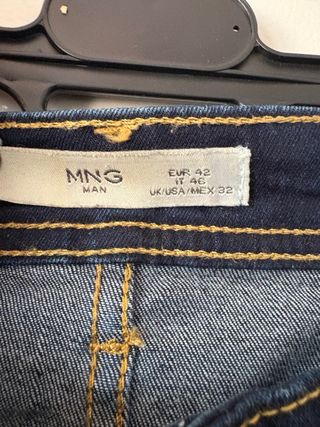 MNG
MAN
EUR 42
IT 46
UK/USA/MEX 32